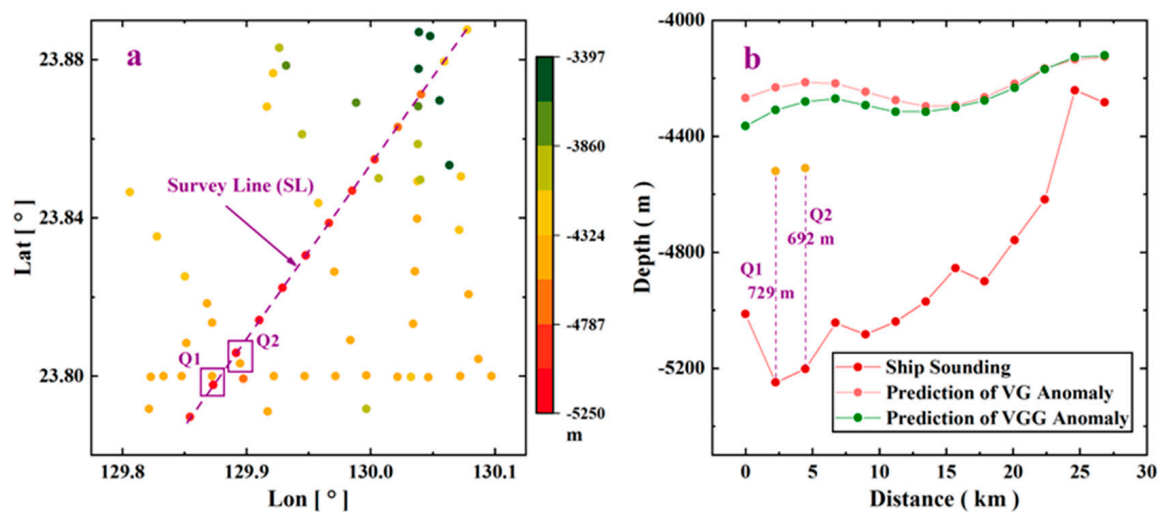 a
Survey Line (SL)
Q1
Q2
23.88
23.84
23.80
Lat [ ° ]
129.8
129.9
130.0
130.1
Lon [ ° ]
-3397
-3860
-4324
-4787
-5250
m
b
-4000
-4400
-4800
-5200
Depth ( m )
Q2
692 m
Q1
729 m
Ship Sounding
Prediction of VG Anomaly
Prediction of VGG Anomaly
0
5
10
15
20
25
30
Distance ( km )